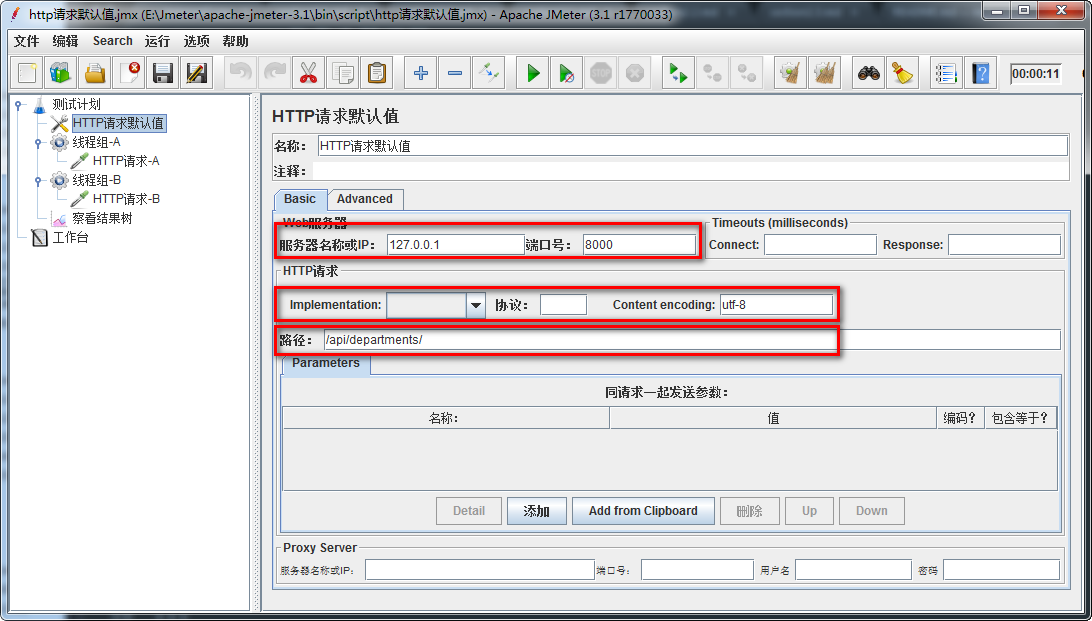 http请求默认值.jmx (E:\Jmeter\apache-jmeter-3.1\bin\script\http请求默认值.jmx) - Apache JMeter (3.1 r1770033)
文件 编辑 Search 运行 选项 帮助
STOP
00:00:11
测试计划
HTTP请求默认值
线程组-A
HTTP请求-A
线程组-B
HTTP请求-B
察看结果树
工作台
HTTP请求默认值
名称: HTTP请求默认值
注释:
Basic Advanced
Web服务器
服务器名称或IP: 127.0.0.1 端口号: 8000
Timeouts (milliseconds)
Connect: Response:
HTTP请求
Implementation: 协议: Content encoding: utf-8
路径: /api/departments/
Parameters
同请求一起发送参数:
名称: 值 编码? 包含等于?
Detail 添加 Add from Clipboard 删除 Up Down
Proxy Server
服务器名称或IP: 端口号: 用户名 密码